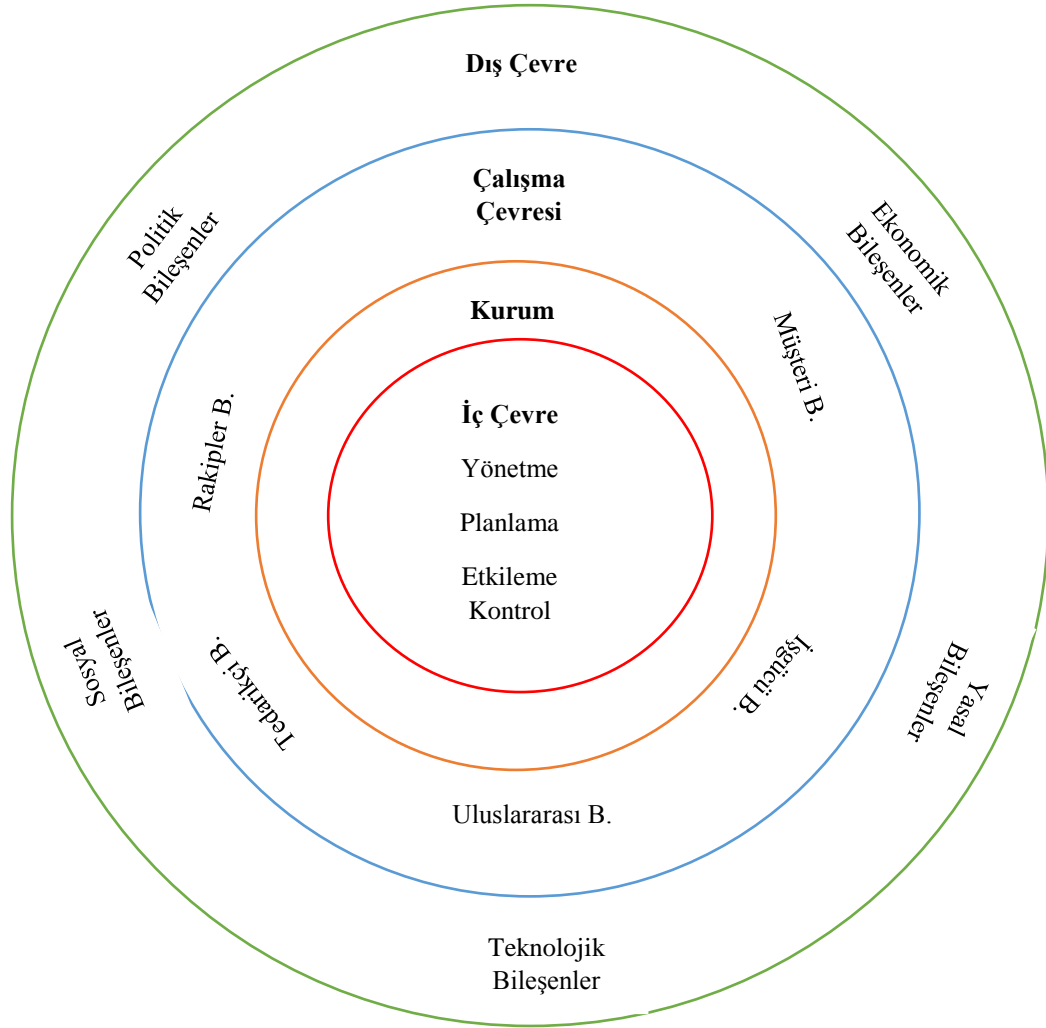 Dış Çevre
Çalışma
Çevresi
Politik
Bileşenler
Ekonomik
Bileşenler
Kurum
Müşteri B.
Rakipler B.
İç Çevre
Yönetme
Planlama
Etkileme
Kontrol
Sosyal
Bileşenler
Tedarikçi B.
İşgücü B.
Yasal
Bileşenler
Uluslararası B.
Teknolojik
Bileşenler